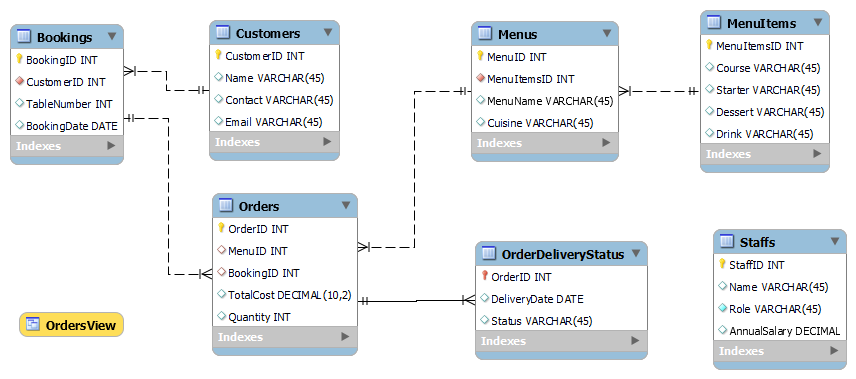 Bookings
BookingID INT
CustomerID INT
TableNumber INT
BookingDate DATE
Indexes
Customers
CustomerID INT
Name VARCHAR(45)
Contact VARCHAR(45)
Email VARCHAR(45)
Indexes
Menus
MenuID INT
MenuItemsID INT
MenuName VARCHAR(45)
Cuisine VARCHAR(45)
Indexes
MenuItems
MenuItemsID INT
Course VARCHAR(45)
Starter VARCHAR(45)
Dessert VARCHAR(45)
Drink VARCHAR(45)
Indexes
Orders
OrderID INT
MenuID INT
BookingID INT
TotalCost DECIMAL(10,2)
Quantity INT
Indexes
OrderDeliveryStatus
OrderID INT
DeliveryDate DATE
Status VARCHAR(45)
Indexes
Staffs
StaffID INT
Name VARCHAR(45)
Role VARCHAR(45)
AnnualSalary DECIMAL
Indexes
OrdersView